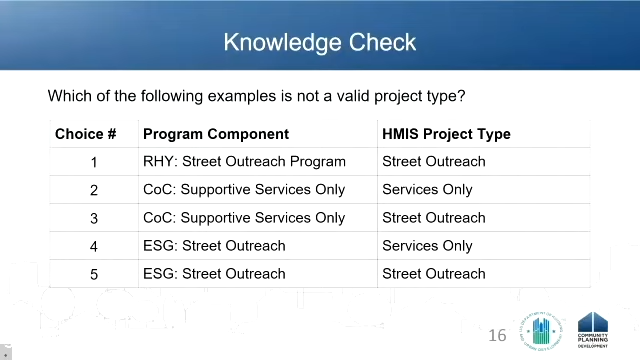 Knowledge Check
Which of the following examples is not a valid project type?
Choice # Program Component HMIS Project Type
1 RHY: Street Outreach Program Street Outreach
2 CoC: Supportive Services Only Services Only
3 CoC: Supportive Services Only Street Outreach
4 ESG: Street Outreach Services Only
5 ESG: Street Outreach Street Outreach
16
COMMUNITY
PLANNING
DEVELOPMENT